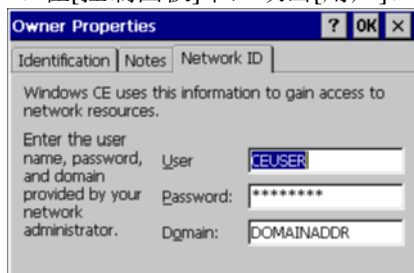 Owner Properties ? OK ×
Identification Notes Network ID
Windows CE uses this information to gain access to
network resources.
Enter the user
name, password,
and domain
provided by your
network
administrator.
User CEUSER
Password: ********
Domain: DOMAINADDR